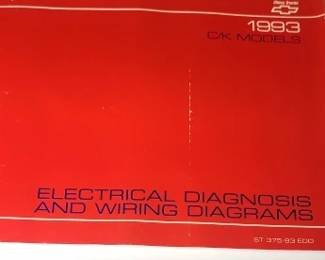 1993
C/K MODELS
ELECTRICAL DIAGNOSIS
AND WIRING DIAGRAMS
ST 375-93 EDD